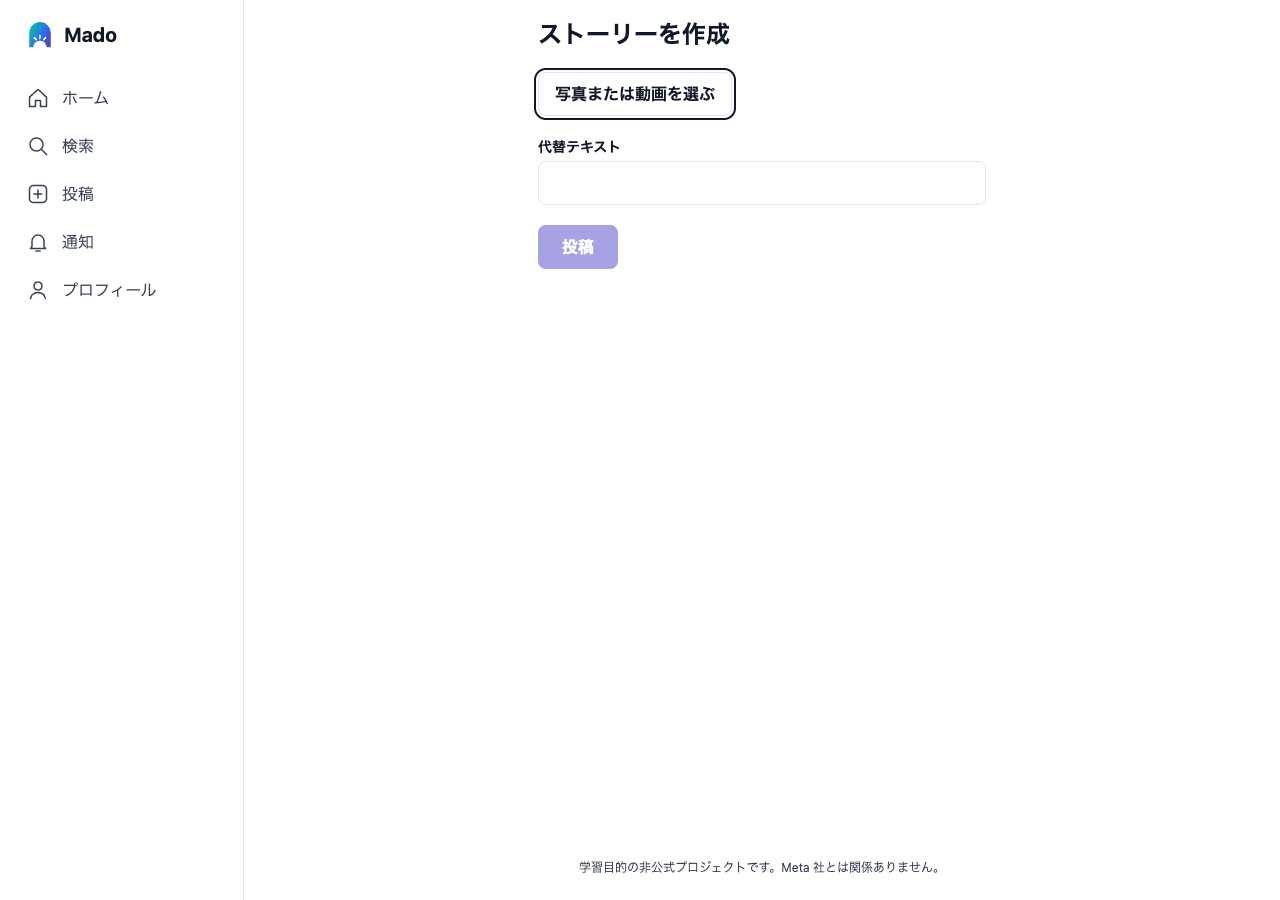 Mado
ホーム
検索
投稿
通知
プロフィール
ストーリーを作成
写真または動画を選ぶ
代替テキスト
投稿
学習目的の非公式プロジェクトです。Meta 社とは関係ありません。